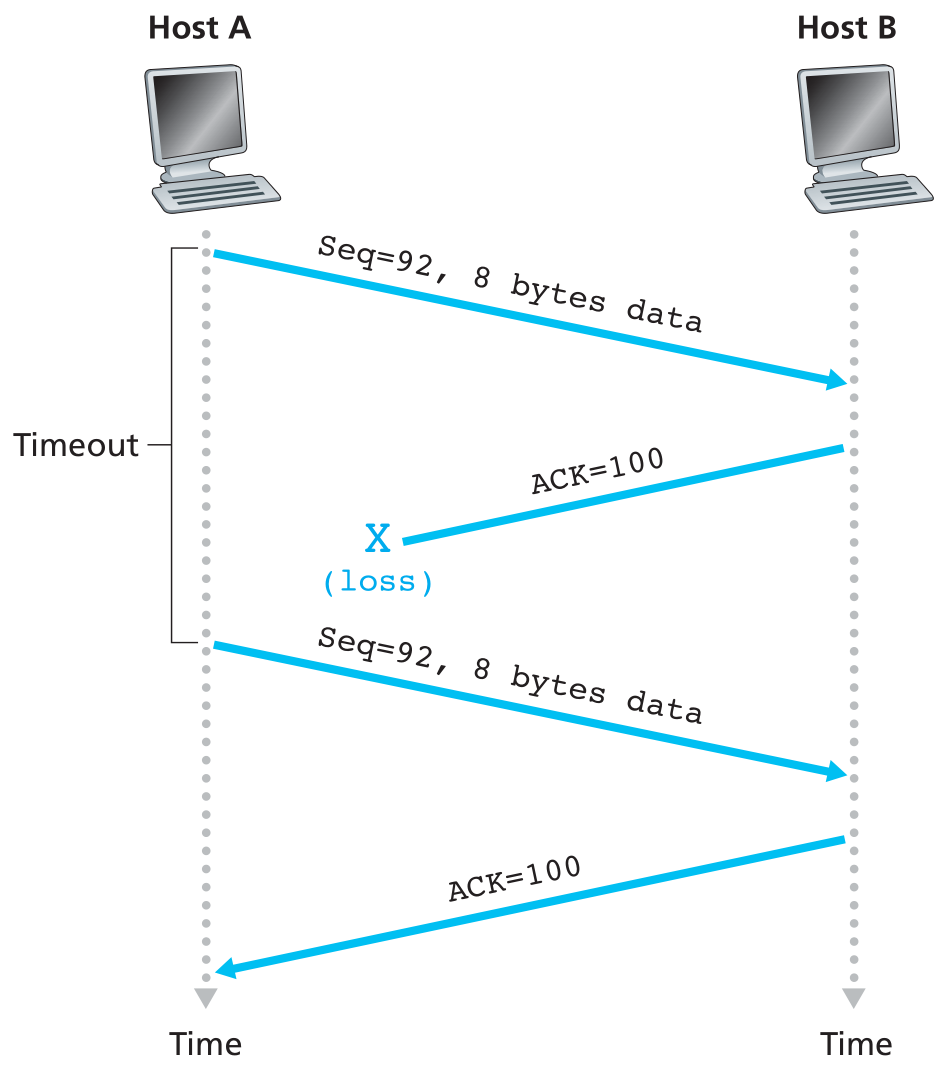 Host A
Host B
Seq=92, 8 bytes data
Timeout
ACK=100
X
(loss)
Seq=92, 8 bytes data
ACK=100
Time
Time